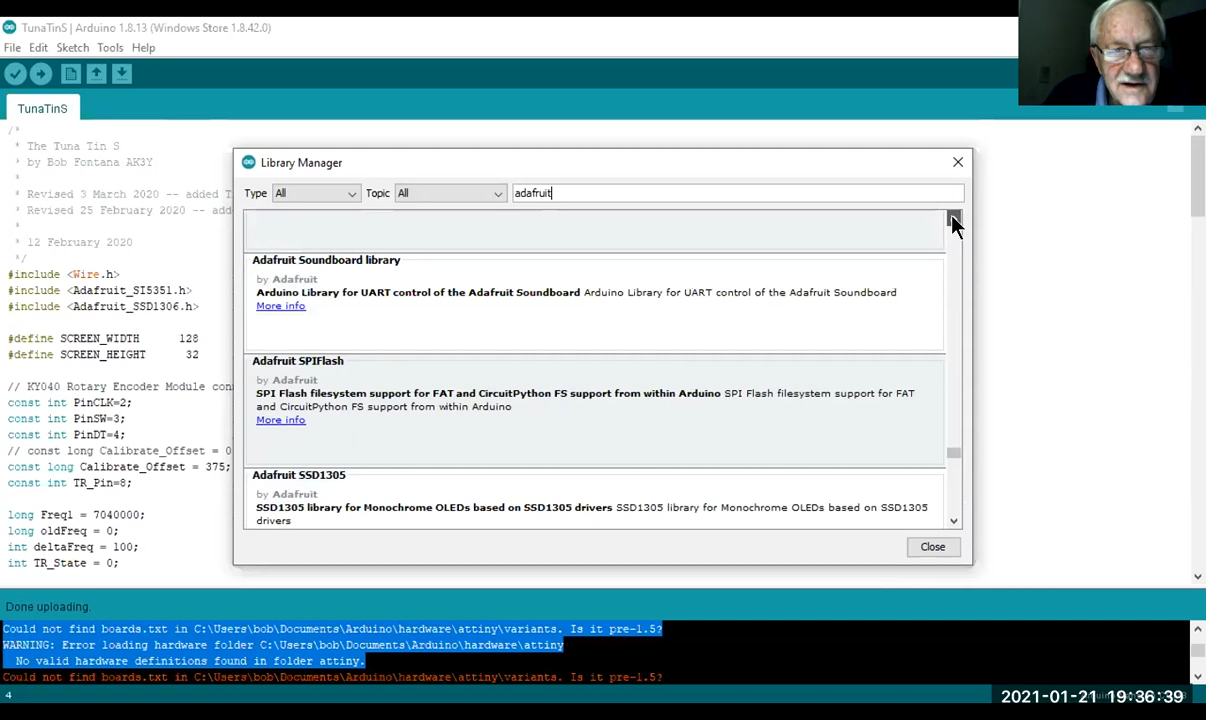 TunaTinS | Arduino 1.8.13 (Windows Store 1.8.42.0)
File Edit Sketch Tools Help
TunaTinS
/*
* The Tuna Tin S
* by Bob Fontana AK3Y
*
* Revised 3 March 2020 -- added T
* Revised 25 February 2020 -- add
*
* 12 February 2020
*/
#include <Wire.h>
#include <Adafruit_SI5351.h>
#include <Adafruit_SSD1306.h>
#define SCREEN_WIDTH 128
#define SCREEN_HEIGHT 32
// KY040 Rotary Encoder Module con
const int PinCLK=2;
const int PinSW=3;
const int PinDT=4;
// const long Calibrate_Offset = 0
const long Calibrate_Offset = 375;
const int TR_Pin=8;
long Freq1 = 7040000;
long oldFreq = 0;
int deltaFreq = 100;
int TR_State = 0;
Library Manager
Type All Topic All adafruit
Adafruit Soundboard library
by Adafruit
Arduino Library for UART control of the Adafruit Soundboard Arduino Library for UART control of the Adafruit Soundboard
More info
Adafruit SPIFlash
by Adafruit
SPI Flash filesystem support for FAT and CircuitPython FS support from within Arduino SPI Flash filesystem support for FAT
and CircuitPython FS support from within Arduino
More info
Adafruit SSD1305
by Adafruit
SSD1305 library for Monochrome OLEDs based on SSD1305 drivers SSD1305 library for Monochrome OLEDs based on SSD1305
drivers
Close
Done uploading.
Could not find boards.txt in C:\Users\bob\Documents\Arduino\hardware\attiny\variants. Is it pre-1.5?
WARNING: Error loading hardware folder C:\Users\bob\Documents\Arduino\hardware\attiny
No valid hardware definitions found in folder attiny.
Could not find boards.txt in C:\Users\bob\Documents\Arduino\hardware\attiny\variants. Is it pre-1.5?
4
2021-01-21 19:36:39